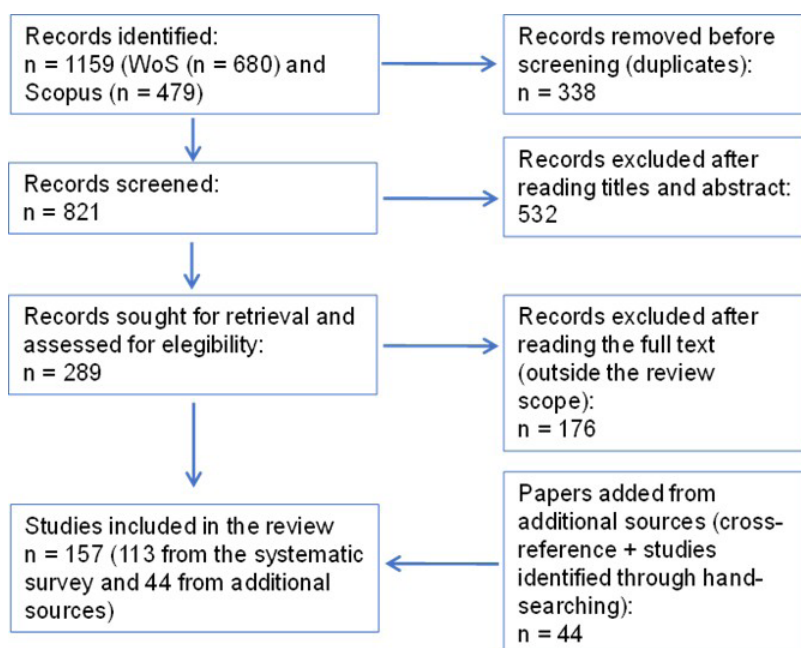 Records identified:
n = 1159 (WoS (n = 680) and
Scopus (n = 479)
Records removed before
screening (duplicates):
n = 338
Records screened:
n = 821
Records excluded after
reading titles and abstract:
532
Records sought for retrieval and
assessed for elegibility:
n = 289
Records excluded after
reading the full text
(outside the review
scope):
n = 176
Studies included in the review
n = 157 (113 from the systematic
survey and 44 from additional
sources)
Papers added from
additional sources (cross-
reference + studies
identified through hand-
searching):
n = 44